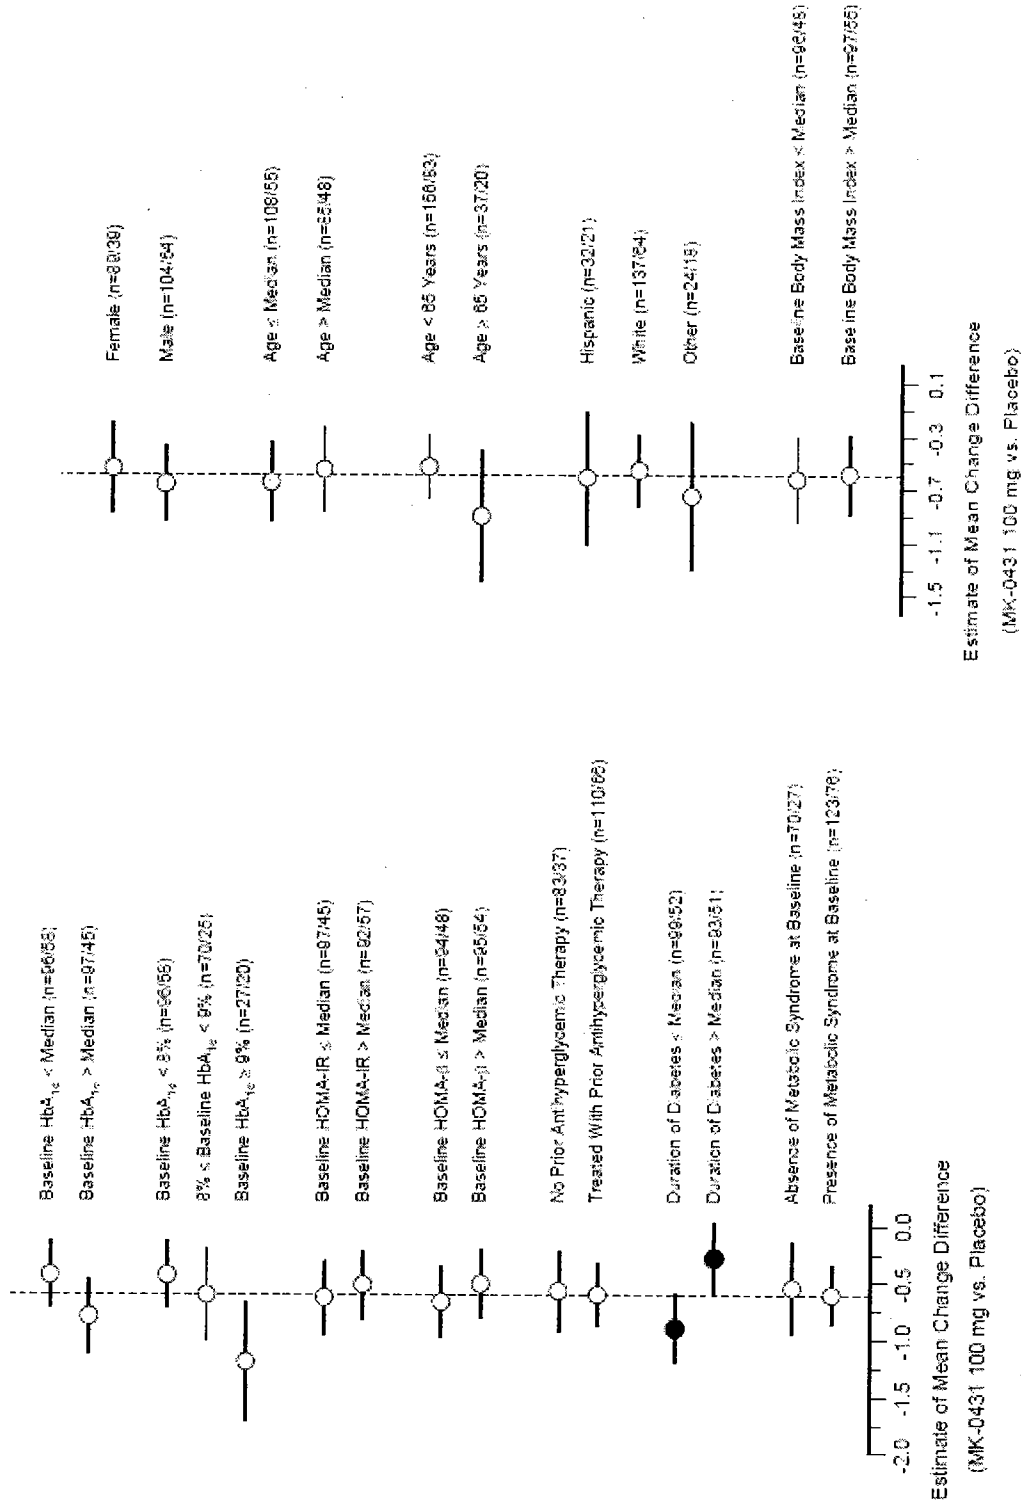 Female (n=89/39)
Male (n=104/64)
Age ≤ Median (n=108/55)
Age > Median (n=85/48)
Age < 65 Years (n=156/83)
Age ≥ 65 Years (n=37/20)
Hispanic (n=32/21)
White (n=137/64)
Other (n=24/18)
Baseline Body Mass Index < Median (n=96/48)
Baseline Body Mass Index > Median (n=97/55)
-1.5 -1.1 -0.7 -0.3 0.1
Estimate of Mean Change Difference
(MK-0431 100 mg vs. Placebo)
Baseline HbA1c < Median (n=96/58)
Baseline HbA1c > Median (n=97/45)
Baseline HbA1c < 8% (n=96/58)
8% ≤ Baseline HbA1c < 9% (n=70/25)
Baseline HbA1c ≥ 9% (n=27/20)
Baseline HOMA-IR ≤ Median (n=97/45)
Baseline HOMA-IR > Median (n=92/57)
Baseline HOMA-β ≤ Median (n=94/48)
Baseline HOMA-β > Median (n=95/54)
No Prior Antihyperglycemic Therapy (n=83/37)
Treated With Prior Antihyperglycemic Therapy (n=110/66)
Duration of Diabetes ≤ Median (n=99/52)
Duration of Diabetes > Median (n=93/51)
Absence of Metabolic Syndrome at Baseline (n=70/27)
Presence of Metabolic Syndrome at Baseline (n=123/76)
-2.0 -1.5 -1.0 -0.5 0.0
Estimate of Mean Change Difference
(MK-0431 100 mg vs. Placebo)